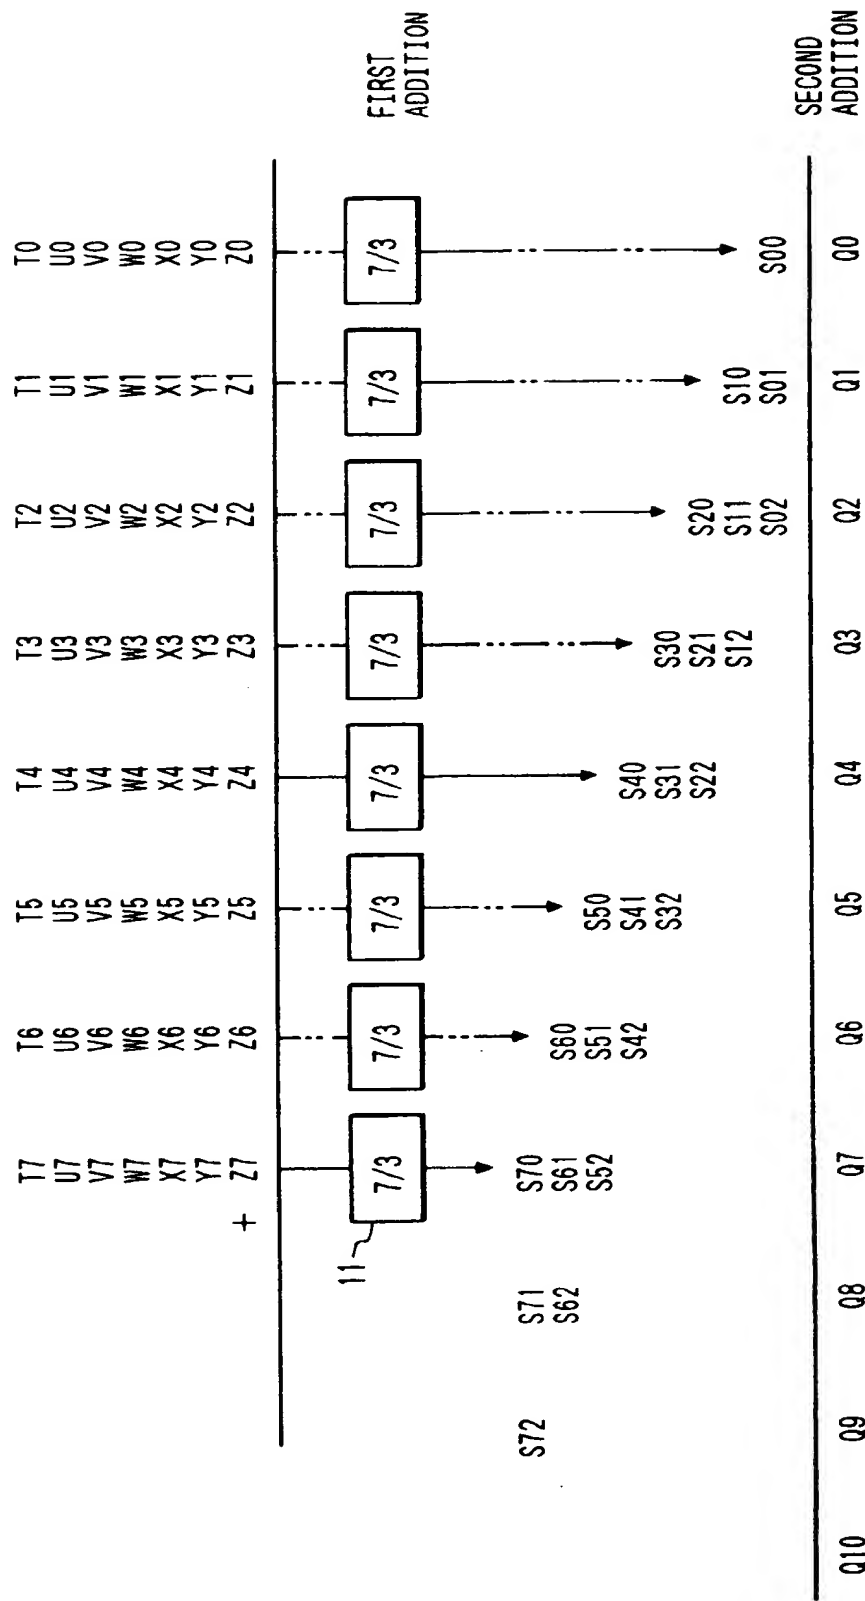 T7 T6 T5 T4 T3 T2 T1 T0
U7 U6 U5 U4 U3 U2 U1 U0
V7 V6 V5 V4 V3 V2 V1 V0
W7 W6 W5 W4 W3 W2 W1 W0
X7 X6 X5 X4 X3 X2 X1 X0
Y7 Y6 Y5 Y4 Y3 Y2 Y1 Y0
+ Z7 Z6 Z5 Z4 Z3 Z2 Z1 Z0
11 7/3 7/3 7/3 7/3 7/3 7/3 7/3 7/3
FIRST
ADDITION
S72 S71 S70
S62 S61 S60
S52 S51 S50
S42 S41 S40
S32 S31 S30
S22 S21 S20
S12 S11 S10
S02 S01 S00
SECOND
ADDITION
Q10 Q9 Q8 Q7 Q6 Q5 Q4 Q3 Q2 Q1 Q0